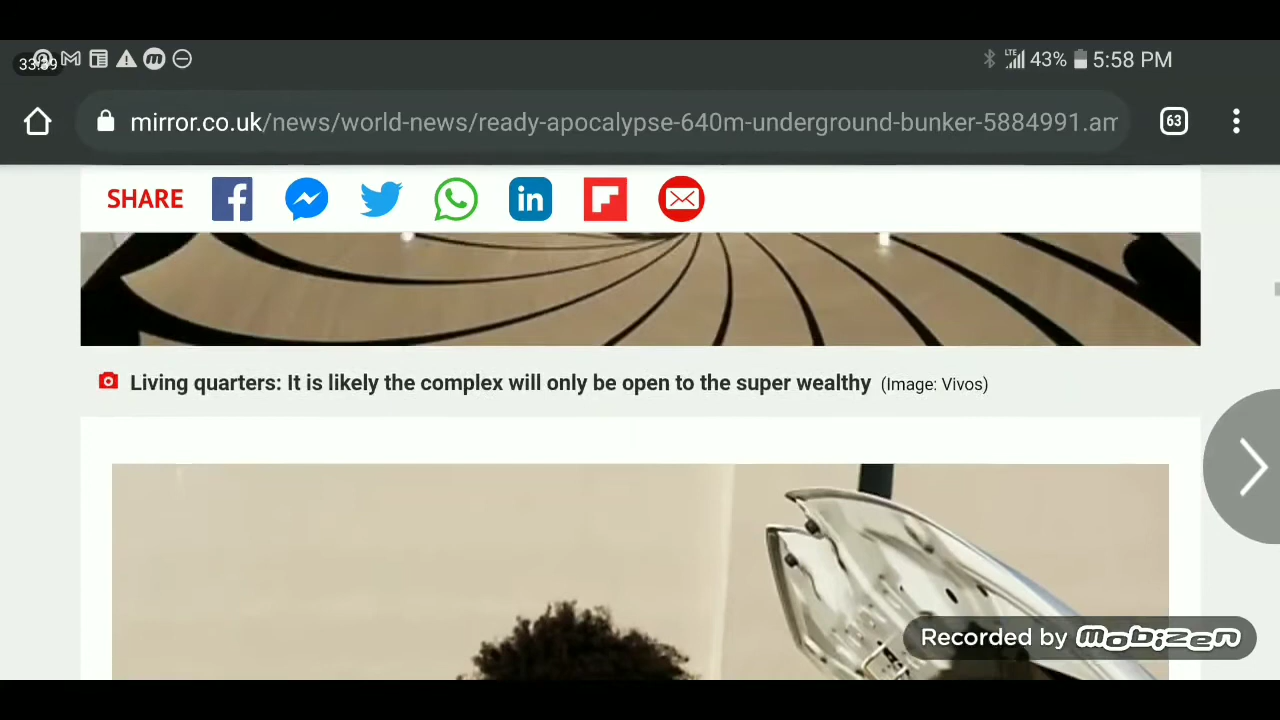 33:39
LTE 43% 5:58 PM
mirror.co.uk/news/world-news/ready-apocalypse-640m-underground-bunker-5884991.am
63
SHARE
Living quarters: It is likely the complex will only be open to the super wealthy (Image: Vivos)
Recorded by mobizen